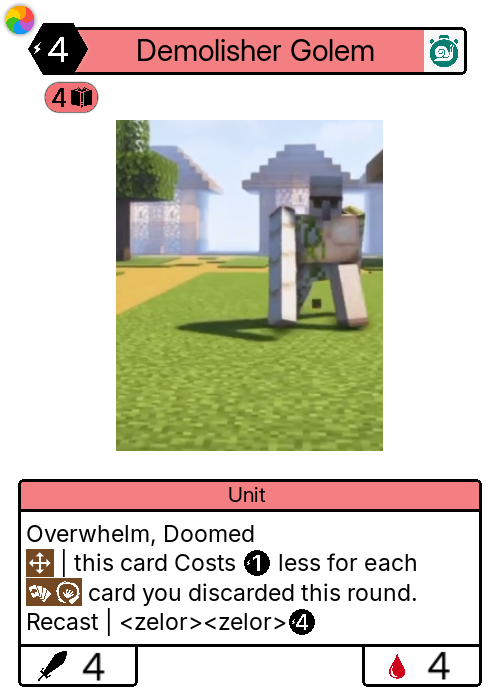 4
Demolisher Golem
4
Unit
Overwhelm, Doomed
| this card Costs 1 less for each
card you discarded this round.
Recast | <zelor><zelor>4
4
4